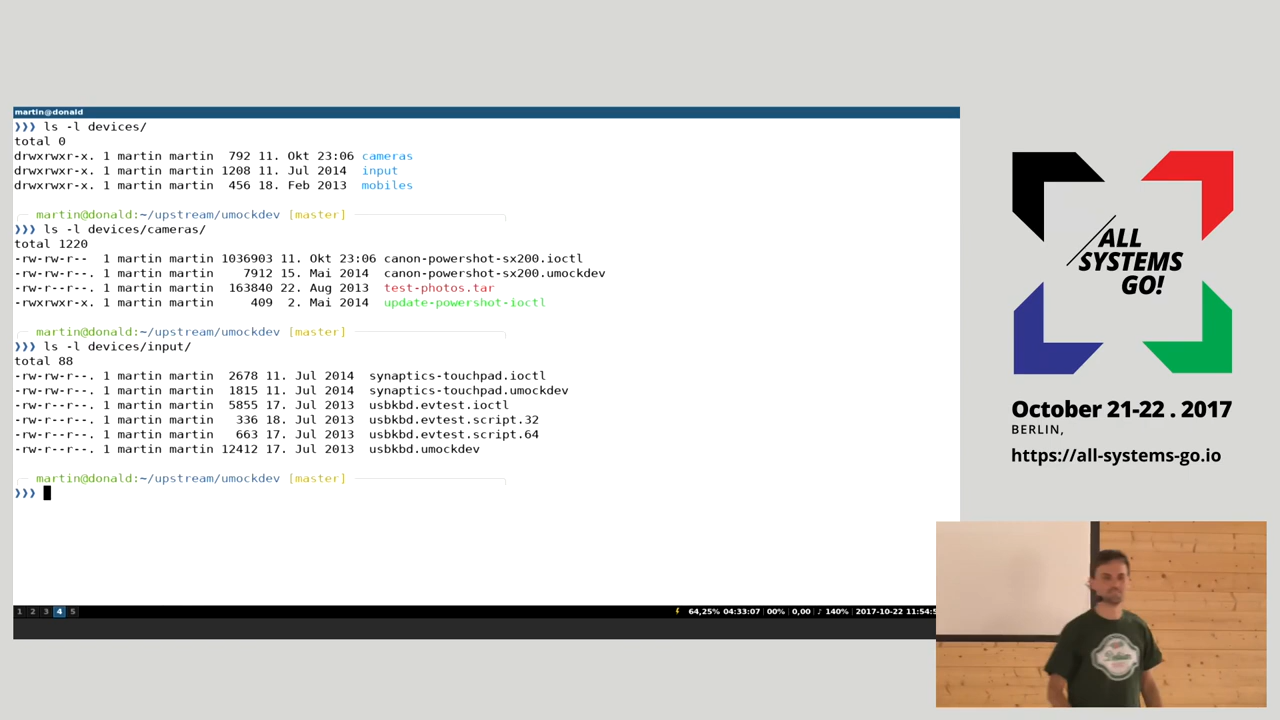 martin@donald
))) ls -l devices/
total 0
drwxrwxr-x. 1 martin martin 792 11. Okt 23:06 cameras
drwxrwxr-x. 1 martin martin 1208 11. Jul 2014 input
drwxrwxr-x. 1 martin martin 456 18. Feb 2013 mobiles
martin@donald:~/upstream/umockdev [master]
))) ls -l devices/cameras/
total 1220
-rw-rw-r-- 1 martin martin 1036903 11. Okt 23:06 canon-powershot-sx200.ioctl
-rw-rw-r--. 1 martin martin 7912 15. Mai 2014 canon-powershot-sx200.umockdev
-rw-r--r--. 1 martin martin 163840 22. Aug 2013 test-photos.tar
-rwxrwxr-x. 1 martin martin 409 2. Mai 2014 update-powershot-ioctl
martin@donald:~/upstream/umockdev [master]
))) ls -l devices/input/
total 88
-rw-rw-r--. 1 martin martin 2678 11. Jul 2014 synaptics-touchpad.ioctl
-rw-rw-r--. 1 martin martin 1815 11. Jul 2014 synaptics-touchpad.umockdev
-rw-r--r--. 1 martin martin 5855 17. Jul 2013 usbkbd.evtest.ioctl
-rw-r--r--. 1 martin martin 336 18. Jul 2013 usbkbd.evtest.script.32
-rw-r--r--. 1 martin martin 663 17. Jul 2013 usbkbd.evtest.script.64
-rw-r--r--. 1 martin martin 12412 17. Jul 2013 usbkbd.umockdev
martin@donald:~/upstream/umockdev [master]
)))
1 2 3 4 5
64,25% 04:33:07 00% 0,00 ♪ 140% 2017-10-22 11:54:5
ALL
SYSTEMS
GO!
October 21-22 . 2017
BERLIN,
https://all-systems-go.io